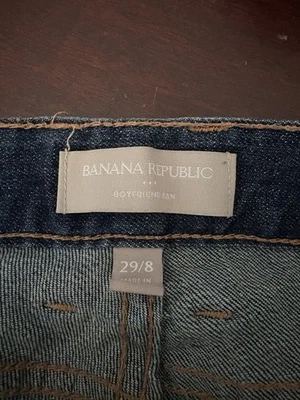 BANANA REPUBLIC
BOYFRIEND JEAN
29/8
MADE IN